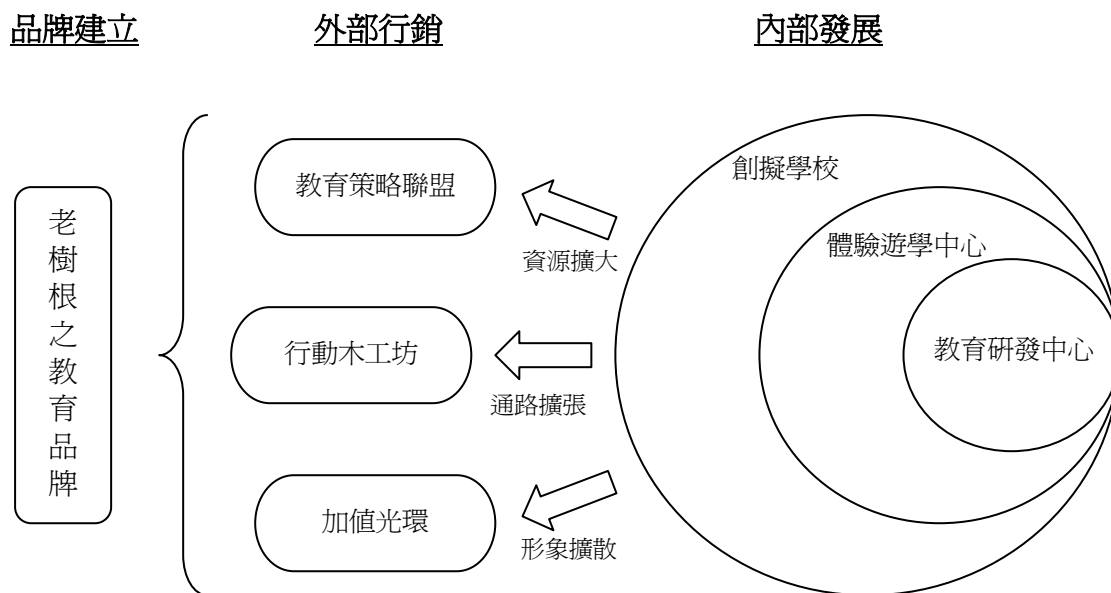 品牌建立
外部行銷
內部發展
老樹根之教育品牌
教育策略聯盟
資源擴大
行動木工坊
通路擴張
加值光環
形象擴散
創擬學校
體驗遊學中心
教育研發中心